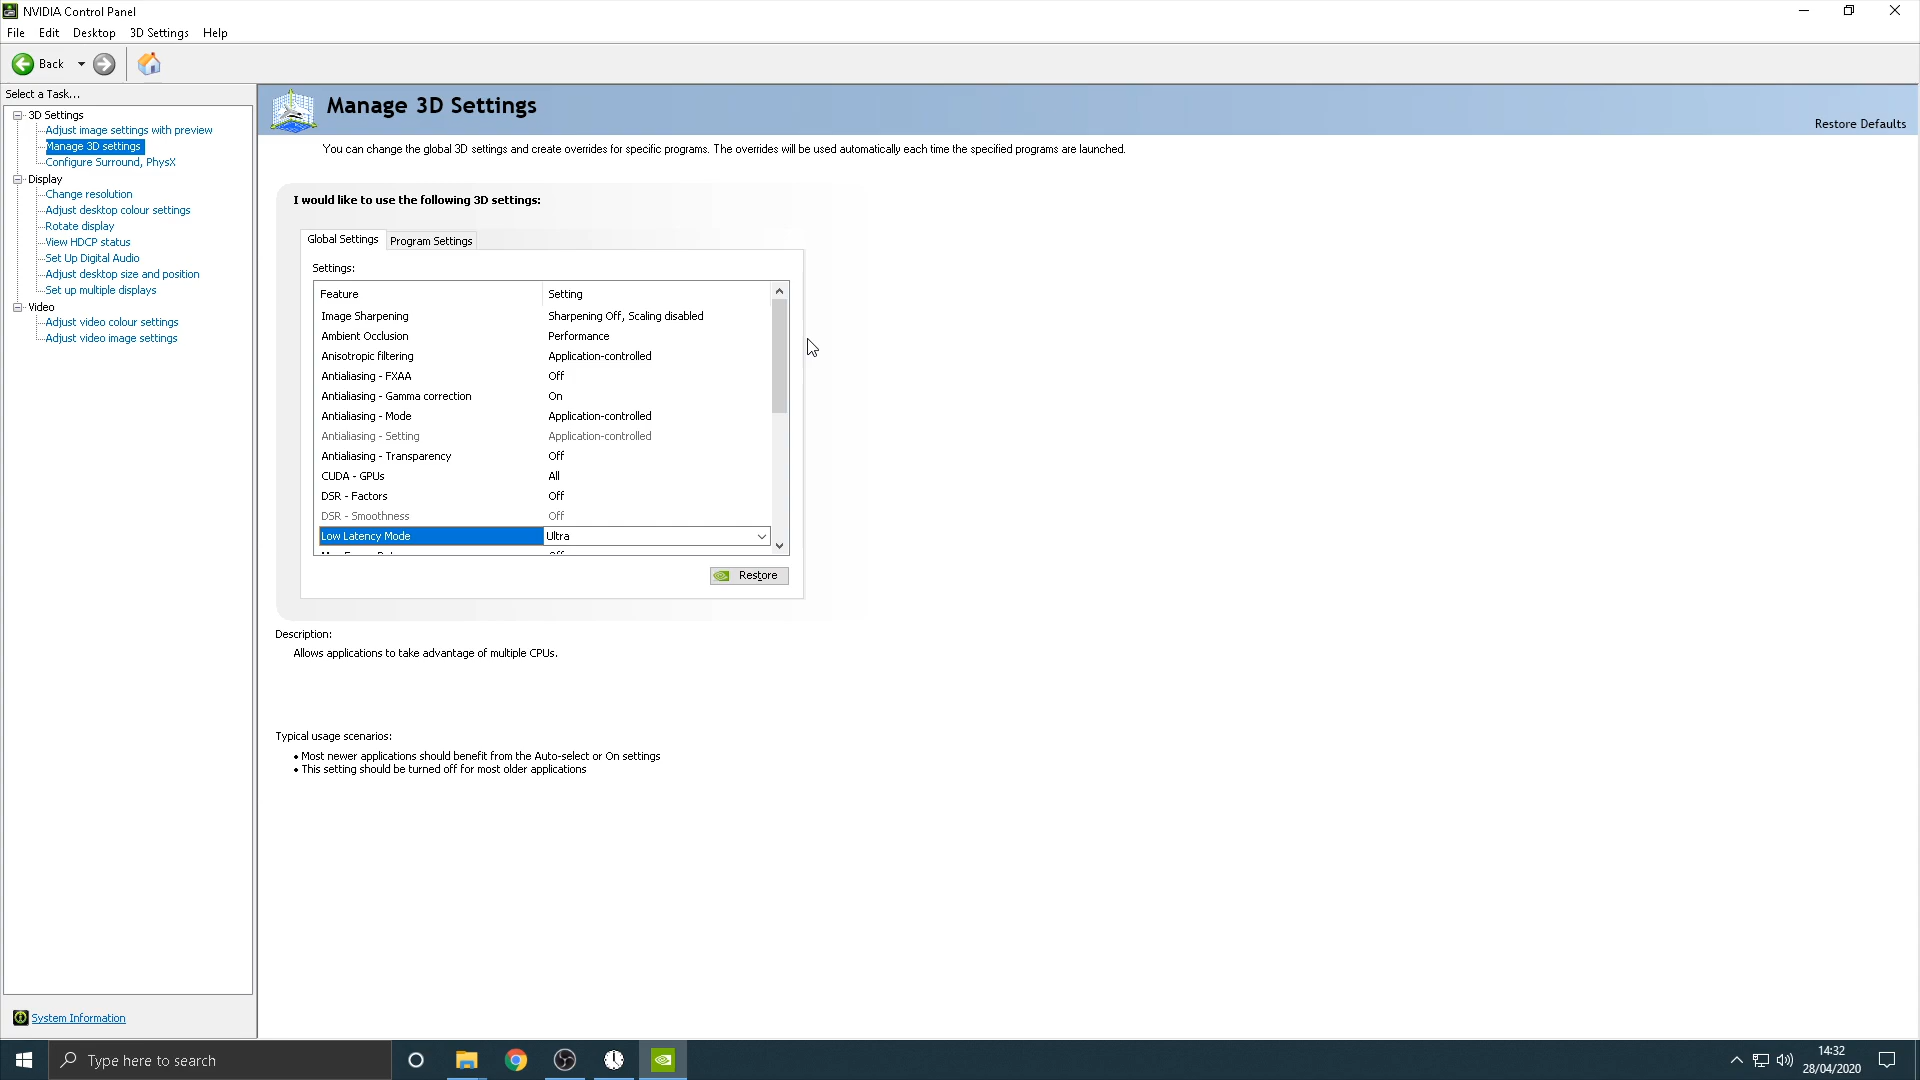 NVIDIA Control Panel
File Edit Desktop 3D Settings Help
Back
Select a Task...
3D Settings
Adjust image settings with preview
Manage 3D settings
Configure Surround, PhysX
Display
Change resolution
Adjust desktop colour settings
Rotate display
View HDCP status
Set Up Digital Audio
Adjust desktop size and position
Set up multiple displays
Video
Adjust video colour settings
Adjust video image settings
System Information
Manage 3D Settings
Restore Defaults
You can change the global 3D settings and create overrides for specific programs. The overrides will be used automatically each time the specified programs are launched.
I would like to use the following 3D settings:
Global Settings Program Settings
Settings:
Feature Setting
Image Sharpening Sharpening Off, Scaling disabled
Ambient Occlusion Performance
Anisotropic filtering Application-controlled
Antialiasing - FXAA Off
Antialiasing - Gamma correction On
Antialiasing - Mode Application-controlled
Antialiasing - Setting Application-controlled
Antialiasing - Transparency Off
CUDA - GPUs All
DSR - Factors Off
DSR - Smoothness Off
Low Latency Mode Ultra
Restore
Description:
Allows applications to take advantage of multiple CPUs.
Typical usage scenarios:
• Most newer applications should benefit from the Auto-select or On settings
• This setting should be turned off for most older applications
Type here to search
14:32
28/04/2020